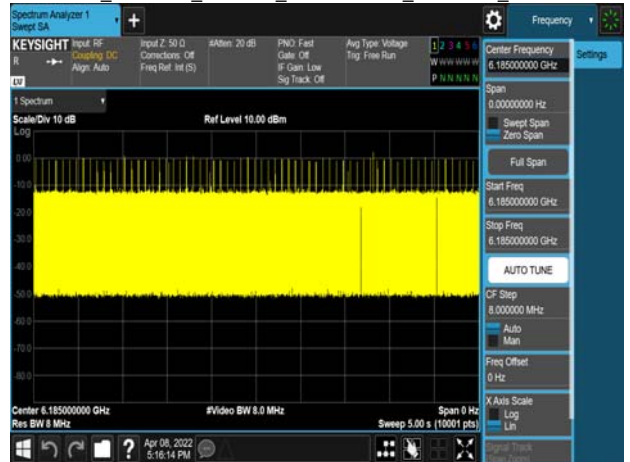 Spectrum Analyzer 1
Swept SA
+
Frequency
KEYSIGHT
R
LXI
Input: RF
Coupling: DC
Align: Auto
Input Z: 50 Ω
Corrections: Off
Freq Ref: Int (S)
#Atten: 20 dB
PNO: Fast
Gate: Off
IF Gain: Low
Sig Track: Off
Avg Type: Voltage
Trig: Free Run
1 2 3 4 5 6
W W W W W W
P N N N N N
Center Frequency
6.185000000 GHz
Settings
Span
0.00000000 Hz
Swept Span
Zero Span
Full Span
Start Freq
6.185000000 GHz
Stop Freq
6.185000000 GHz
AUTO TUNE
CF Step
8.000000 MHz
Auto
Man
Freq Offset
0 Hz
X Axis Scale
Log
Lin
Signal Track
(Span Zoom)
1 Spectrum
Scale/Div 10 dB
Ref Level 10.00 dBm
Log
0.00
-10.0
-20.0
-30.0
-40.0
-50.0
-60.0
-70.0
-80.0
Center 6.185000000 GHz
#Video BW 8.0 MHz
Span 0 Hz
Res BW 8 MHz
Sweep 5.00 s (10001 pts)
?
Apr 08, 2022
5:16:14 PM